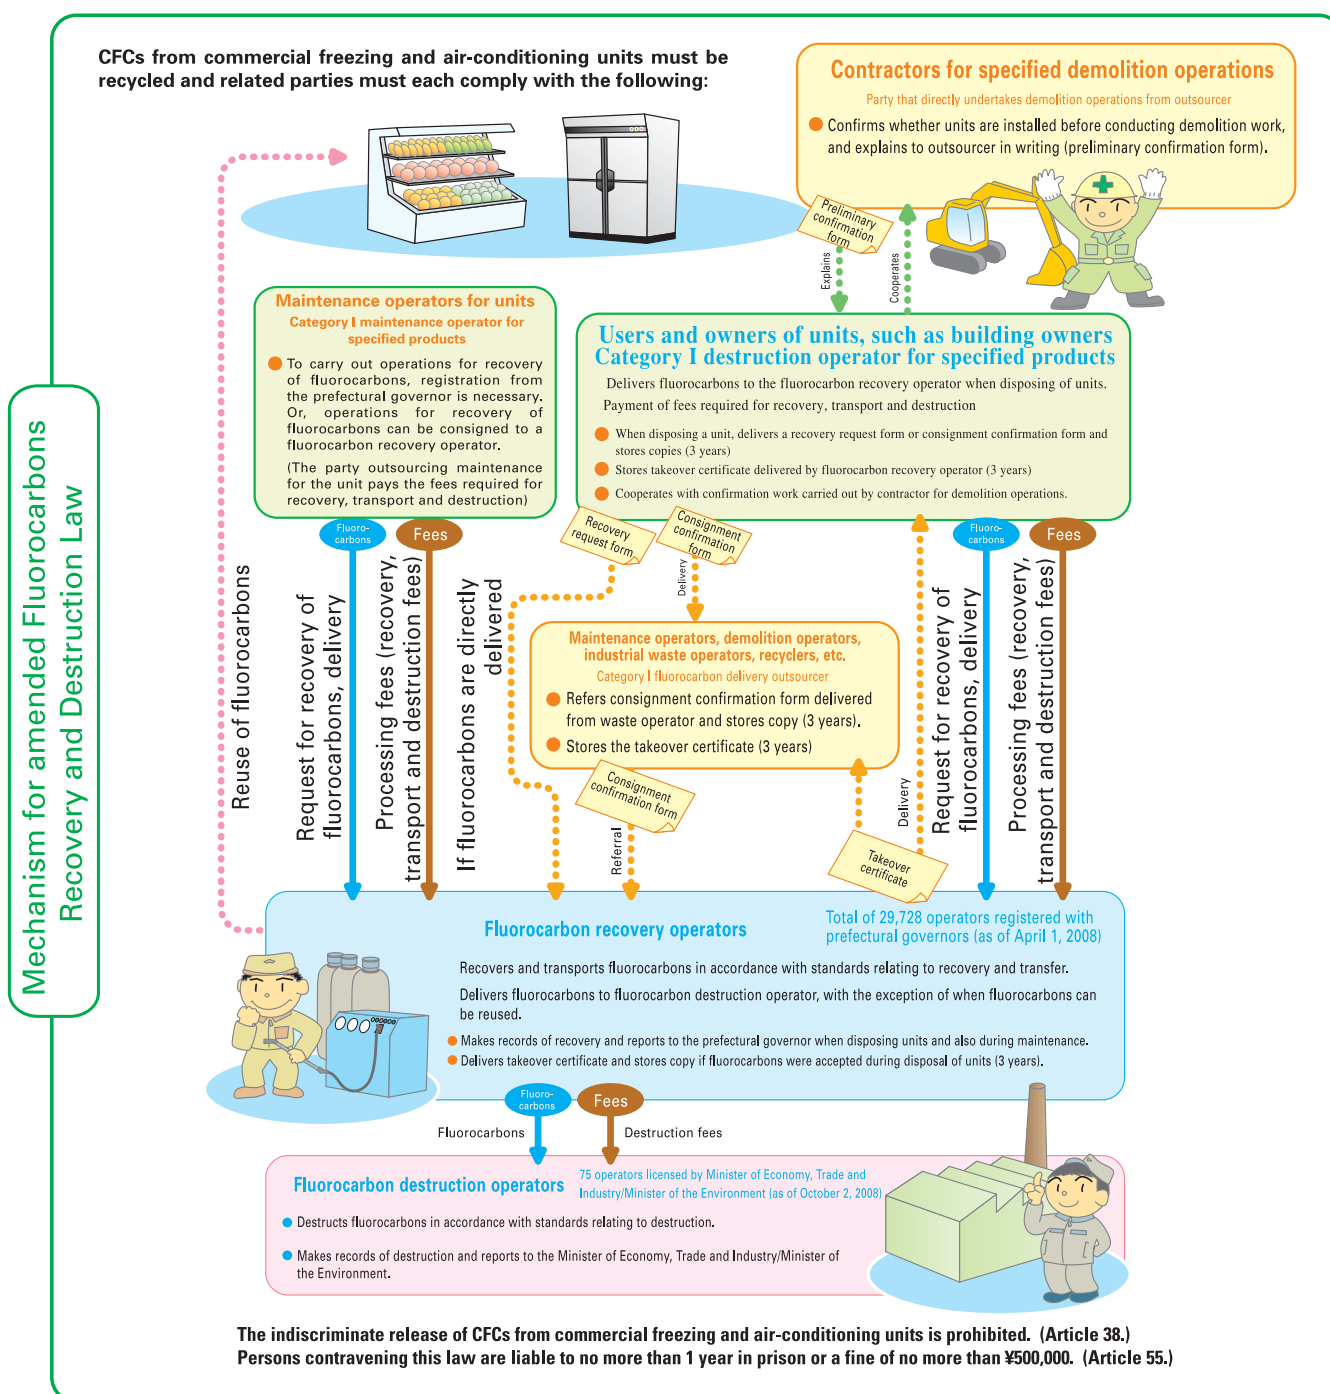 CFCs from commercial freezing and air-conditioning units must be
recycled and related parties must each comply with the following:
Contractors for specified demolition operations
Party that directly undertakes demolition operations from outsourcer
Confirms whether units are installed before conducting demolition work,
and explains to outsourcer in writing (preliminary confirmation form).
Preliminary
confirmation
form
Explains
Cooperates
Maintenance operators for units
Category I maintenance operator for
specified products
To carry out operations for recovery
of fluorocarbons, registration from
the prefectural governor is necessary.
Or, operations for recovery of
fluorocarbons can be consigned to a
fluorocarbon recovery operator.
(The party outsourcing maintenance
for the unit pays the fees required for
recovery, transport and destruction)
Users and owners of units, such as building owners
Category I destruction operator for specified products
Delivers fluorocarbons to the fluorocarbon recovery operator when disposing of units.
Payment of fees required for recovery, transport and destruction
When disposing a unit, delivers a recovery request form or consignment confirmation form and
stores copies (3 years)
Stores takeover certificate delivered by fluorocarbon recovery operator (3 years)
Cooperates with confirmation work carried out by contractor for demolition operations.
Mechanism for amended Fluorocarbons
Recovery and Destruction Law
Reuse of fluorocarbons
Fluoro-
carbons
Fees
Request for recovery of
fluorocarbons, delivery
Processing fees (recovery,
transport and destruction fees)
If fluorocarbons are directly
delivered
Recovery
request form
Consignment
confirmation
form
Delivery
Maintenance operators, demolition operators,
industrial waste operators, recyclers, etc.
Category I fluorocarbon delivery outsourcer
Refers consignment confirmation form delivered
from waste operator and stores copy (3 years).
Stores the takeover certificate (3 years)
Consignment
confirmation form
Referral
Takeover
certificate
Delivery
Fluoro-
carbons
Fees
Request for recovery of
fluorocarbons, delivery
Processing fees (recovery,
transport and destruction fees)
Fluorocarbon recovery operators
Total of 29,728 operators registered with
prefectural governors (as of April 1, 2008)
Recovers and transports fluorocarbons in accordance with standards relating to recovery and transfer.
Delivers fluorocarbons to fluorocarbon destruction operator, with the exception of when fluorocarbons can
be reused.
Makes records of recovery and reports to the prefectural governor when disposing units and also during maintenance.
Delivers takeover certificate and stores copy if fluorocarbons were accepted during disposal of units (3 years).
Fluoro-
carbons
Fees
Fluorocarbons
Destruction fees
Fluorocarbon destruction operators
75 operators licensed by Minister of Economy, Trade and
Industry/Minister of the Environment (as of October 2, 2008)
Destructs fluorocarbons in accordance with standards relating to destruction.
Makes records of destruction and reports to the Minister of Economy, Trade and Industry/Minister of
the Environment.
The indiscriminate release of CFCs from commercial freezing and air-conditioning units is prohibited. (Article 38.)
Persons contravening this law are liable to no more than 1 year in prison or a fine of no more than ¥500,000. (Article 55.)